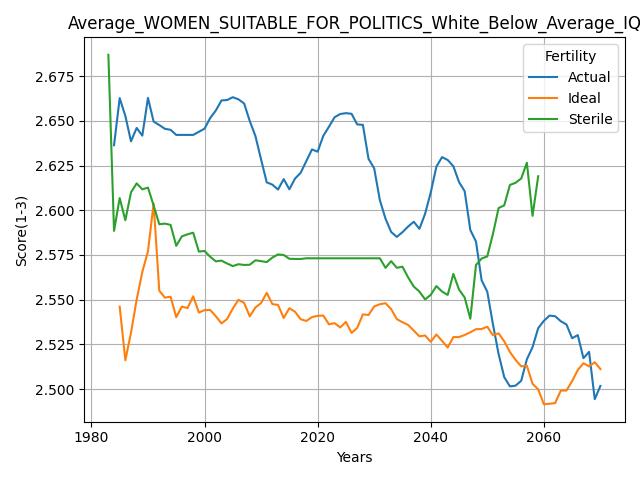 Average_WOMEN_SUITABLE_FOR_POLITICS_White_Below_Average_IQ
Score(1-3)
2.675
2.650
2.625
2.600
2.575
2.550
2.525
2.500
Fertility
Actual
Ideal
Sterile
1980 2000 2020 2040 2060
Years